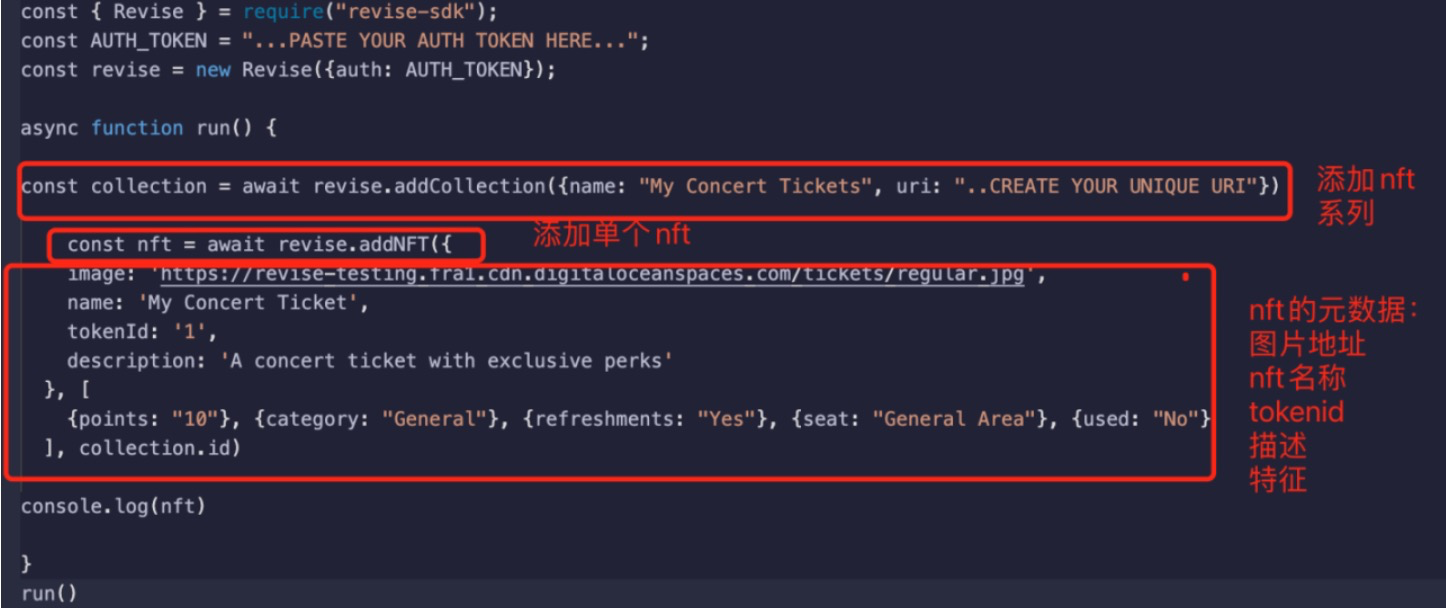 const { Revise } = require("revise-sdk");
const AUTH_TOKEN = "...PASTE YOUR AUTH TOKEN HERE...";
const revise = new Revise({auth: AUTH_TOKEN});
async function run() {
const collection = await revise.addCollection({name: "My Concert Tickets", uri: "..CREATE YOUR UNIQUE URI"})
添加nft
系列
const nft = await revise.addNFT({
添加单个nft
image: 'https://revise-testing.fra1.cdn.digitaloceanspaces.com/tickets/regular.jpg',
name: 'My Concert Ticket',
tokenId: '1',
description: 'A concert ticket with exclusive perks'
}, [
{points: "10"}, {category: "General"}, {refreshments: "Yes"}, {seat: "General Area"}, {used: "No"}
], collection.id)
nft的元数据：
图片地址
nft名称
tokenid
描述
特征
console.log(nft)
}
run()